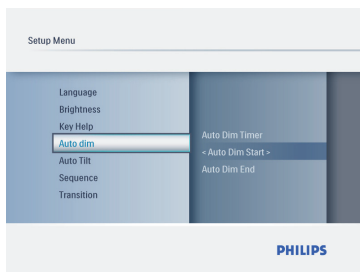 Setup Menu
Language
Brightness
Key Help
Auto dim
Auto Tilt
Sequence
Transition
Auto Dim Timer
< Auto Dim Start >
Auto Dim End
PHILIPS